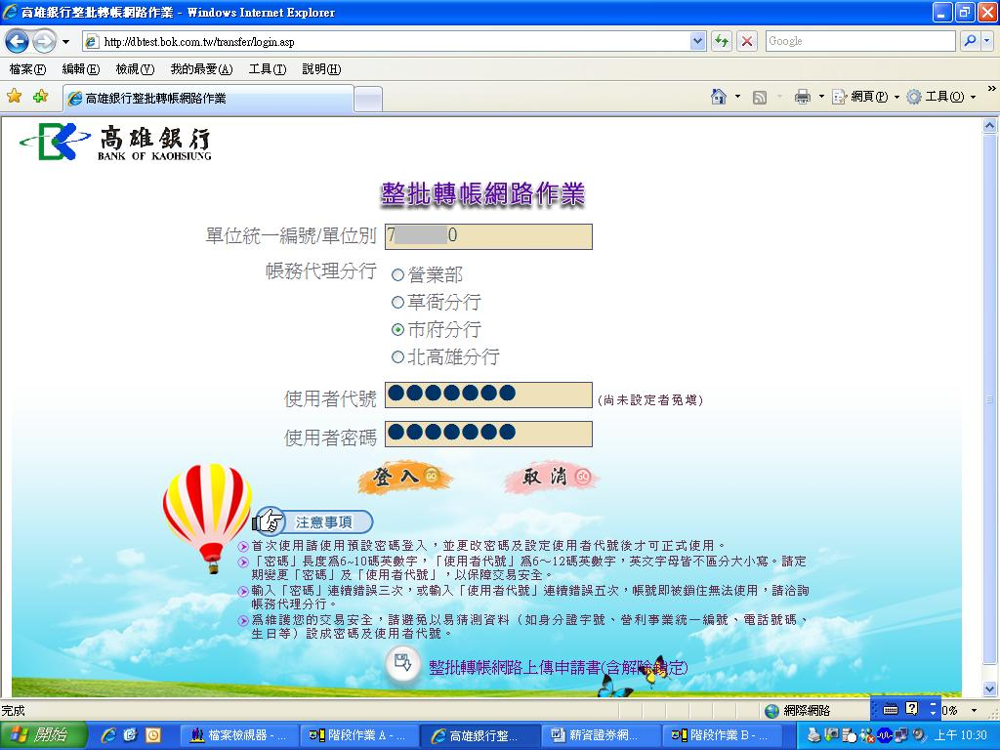 高雄銀行整批轉帳網路作業 - Windows Internet Explorer
http://dbtest.bok.com.tw/transfer/login.asp
Google
檔案(F) 編輯(E) 檢視(V) 我的最愛(A) 工具(T) 說明(H)
高雄銀行整批轉帳網路作業
網頁(P) 工具(O) »
高雄銀行
BANK OF KAOHSIUNG
整批轉帳網路作業
單位統一編號/單位別 7 0
帳務代理分行
營業部
草衙分行
市府分行
北高雄分行
使用者代號 ●●●●●●● (尚未設定者免填)
使用者密碼 ●●●●●●●
登入 GO 取消 GO
注意事項
首次使用請使用預設密碼登入，並更改密碼及設定使用者代號後才可正式使用。
「密碼」長度為6~10碼英數字，「使用者代號」為6～12碼英數字，英文字母皆不區分大小寫。請定
期變更「密碼」及「使用者代號」，以保障交易安全。
輸入「密碼」連續錯誤三次，或輸入「使用者代號」連續錯誤五次，帳號即被鎖住無法使用，請洽詢
帳務代理分行。
為維護您的交易安全，請避免以易猜測資料（如身分證字號、營利事業統一編號、電話號碼、
生日等）設成密碼及使用者代號。
整批轉帳網路上傳申請書(含解除鎖定)
完成 網際網路 0%
開始 檔案檢視器 - ... 階段作業 A - ... 高雄銀行整... 薪資證券網... 階段作業 B - ... 上午 10:30